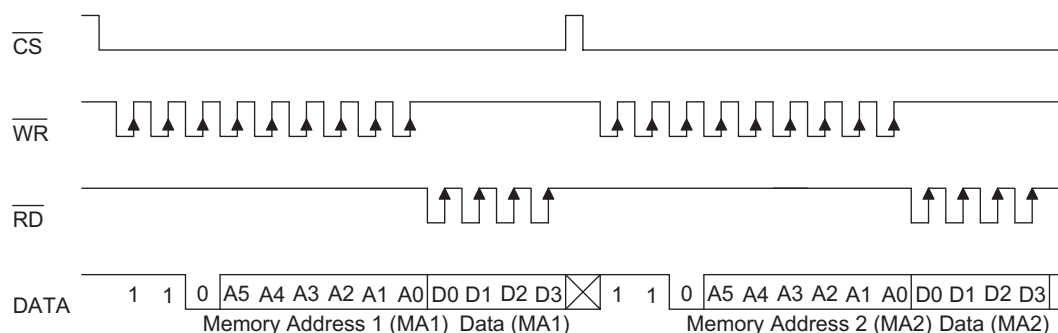 CS
WR
RD
DATA 1 1 0 A5 A4 A3 A2 A1 A0 D0 D1 D2 D3 1 1 0 A5 A4 A3 A2 A1 A0 D0 D1 D2 D3
Memory Address 1 (MA1) Data (MA1) Memory Address 2 (MA2) Data (MA2)